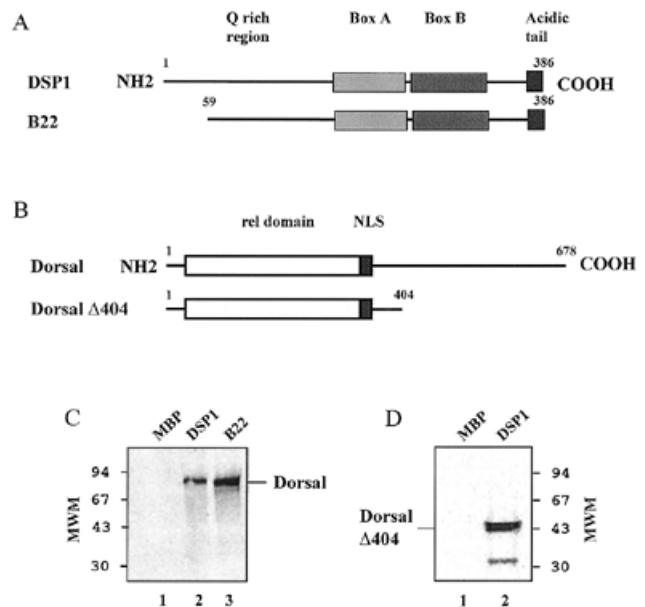 A
Q rich
region
Box A
Box B
Acidic
tail
DSP1 NH2 1 386 COOH
B22 59 386
B
rel domain NLS
Dorsal NH2 1 678 COOH
Dorsal Δ404 1 404
C
MBP DSP1 B22
94
67
43
30
MWM
Dorsal
1 2 3
D
MBP DSP1
94
67
43
30
MWM
Dorsal
Δ404
1 2